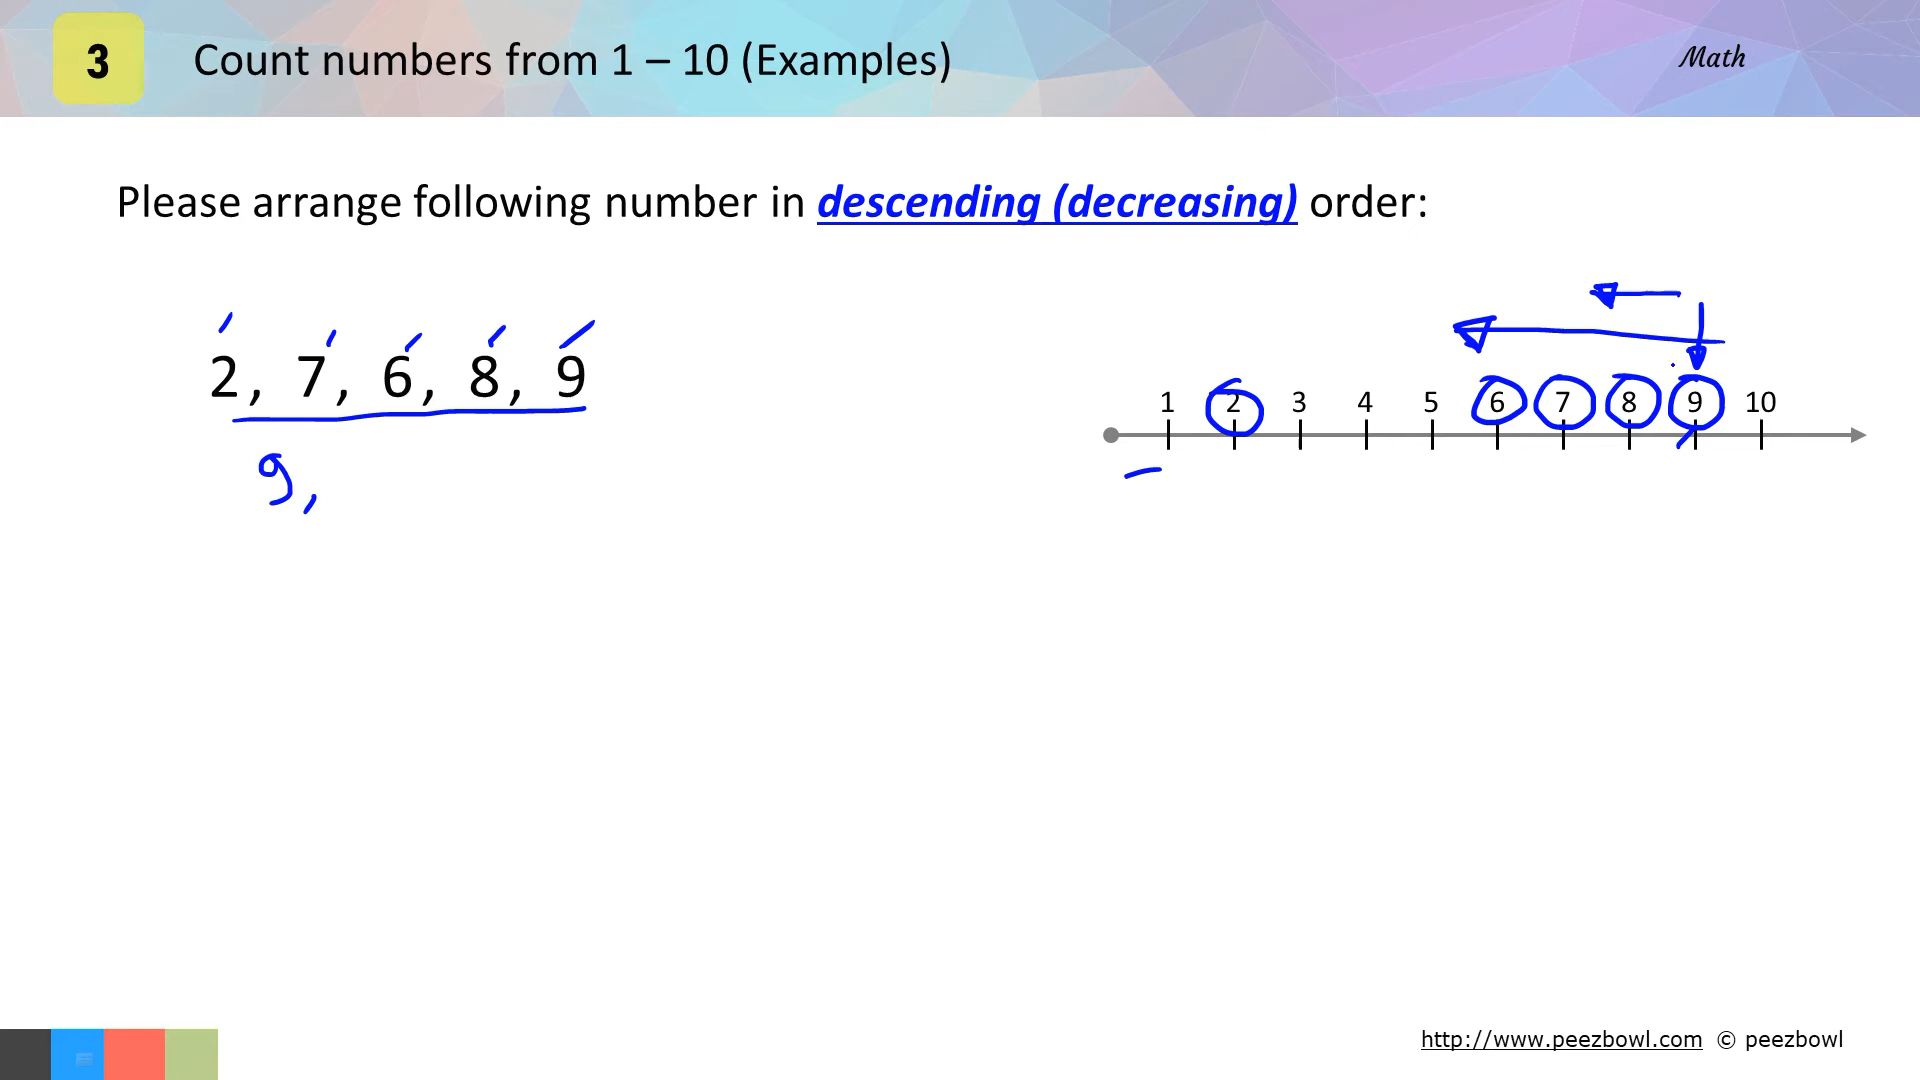 3 Count numbers from 1 – 10 (Examples) Math
Please arrange following number in descending (decreasing) order:
2, 7, 6, 8, 9
1 2 3 4 5 6 7 8 9 10
9,
http://www.peezbowl.com © peezbowl